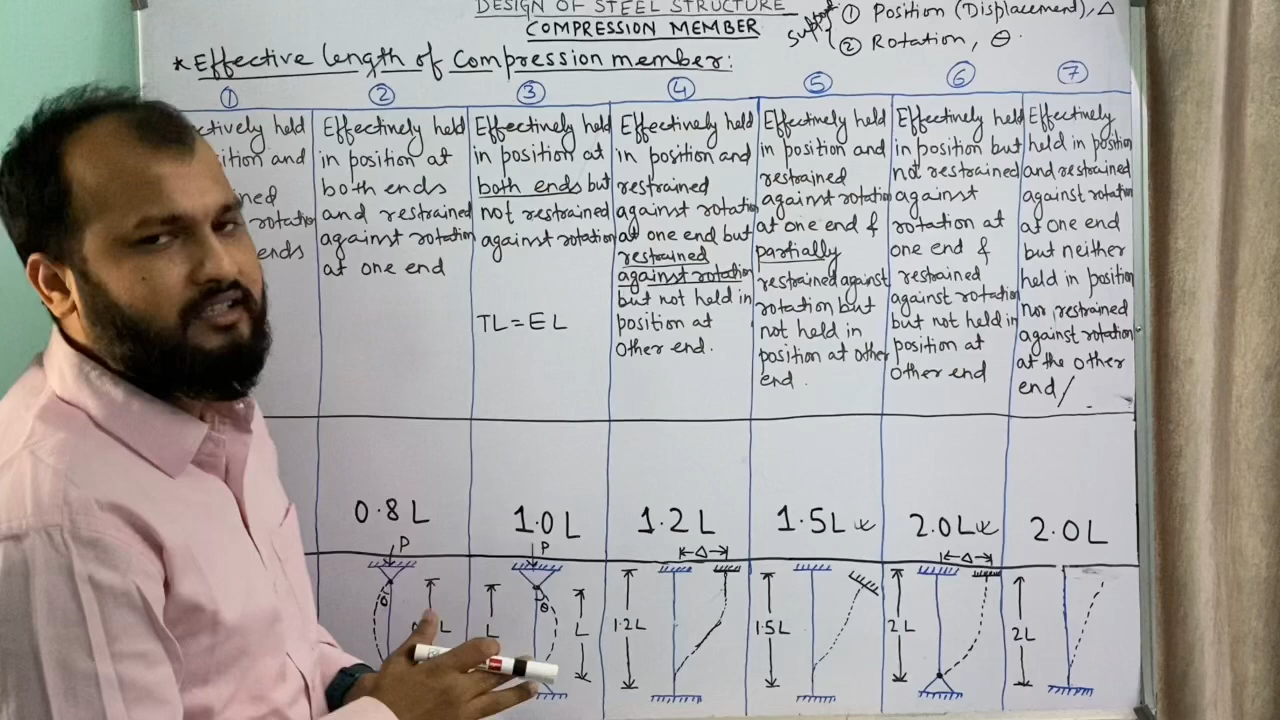 DESIGN OF STEEL STRUCTURE
COMPRESSION MEMBER
① Position (Displacement), Δ
② Rotation, θ.
*Effective length of Compression member:
①
②
③
④
⑤
⑥
⑦
and
rotation
ends
Effectively held
in position at
both ends
and restrained
against rotation
at one end
Effectively held
in position at
both ends but
not restrained
against rotation
TL = EL
Effectively held
in position and
restrained
against rotation
at one end but
restrained
against rotation
but not held in
position at
other end.
Effectively held
in position and
restrained
against rotation
at one end &
partially
restrained against
rotation but
not held in
position at other
end.
Effectively held
in position but
not restrained
against
rotation at
one end &
restrained
against rotation
but not held in
position at
other end
Effectively
held in position
and restrained
against rotation
at one end
but neither
held in position
nor restrained
against rotation
at the other
end/
0.8 L
1.0 L
1.2 L
1.5 L
2.0 L
2.0 L
P
θ
L
P
θ
L
L
Δ
1.2 L
1.5 L
Δ
2 L
2 L